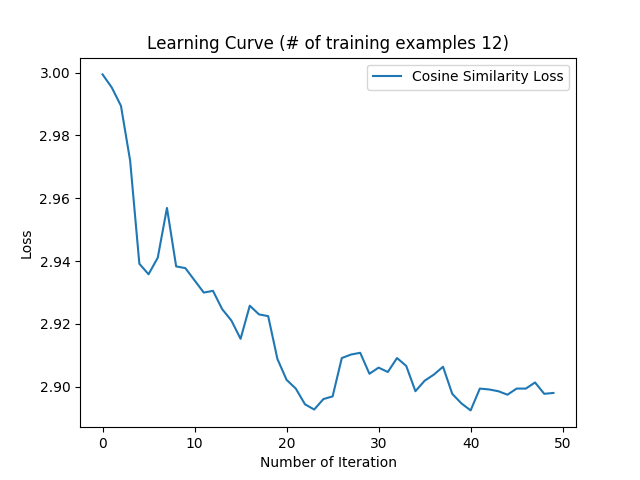 Learning Curve (# of training examples 12)
Cosine Similarity Loss
3.00
2.98
2.96
2.94
2.92
2.90
Loss
0 10 20 30 40 50
Number of Iteration